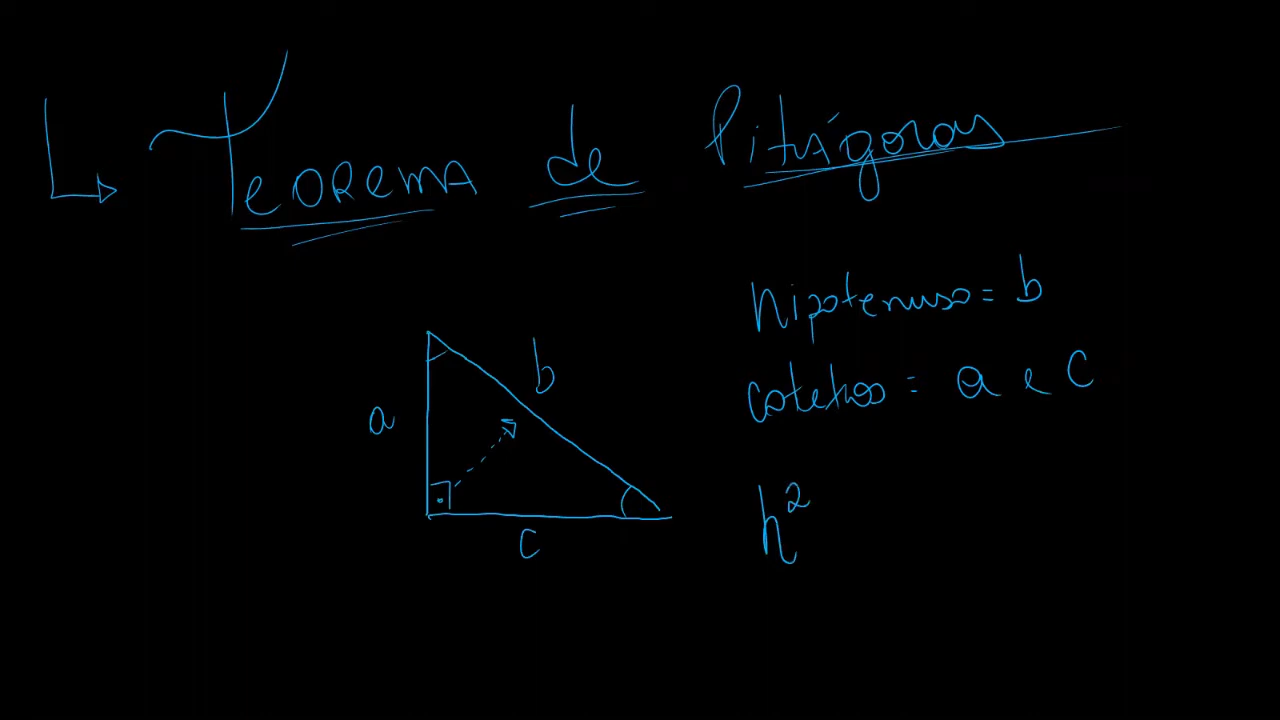 Teorema de Pitágoras
hipotenusa = b
b
catetos = a e c
a
h²
c